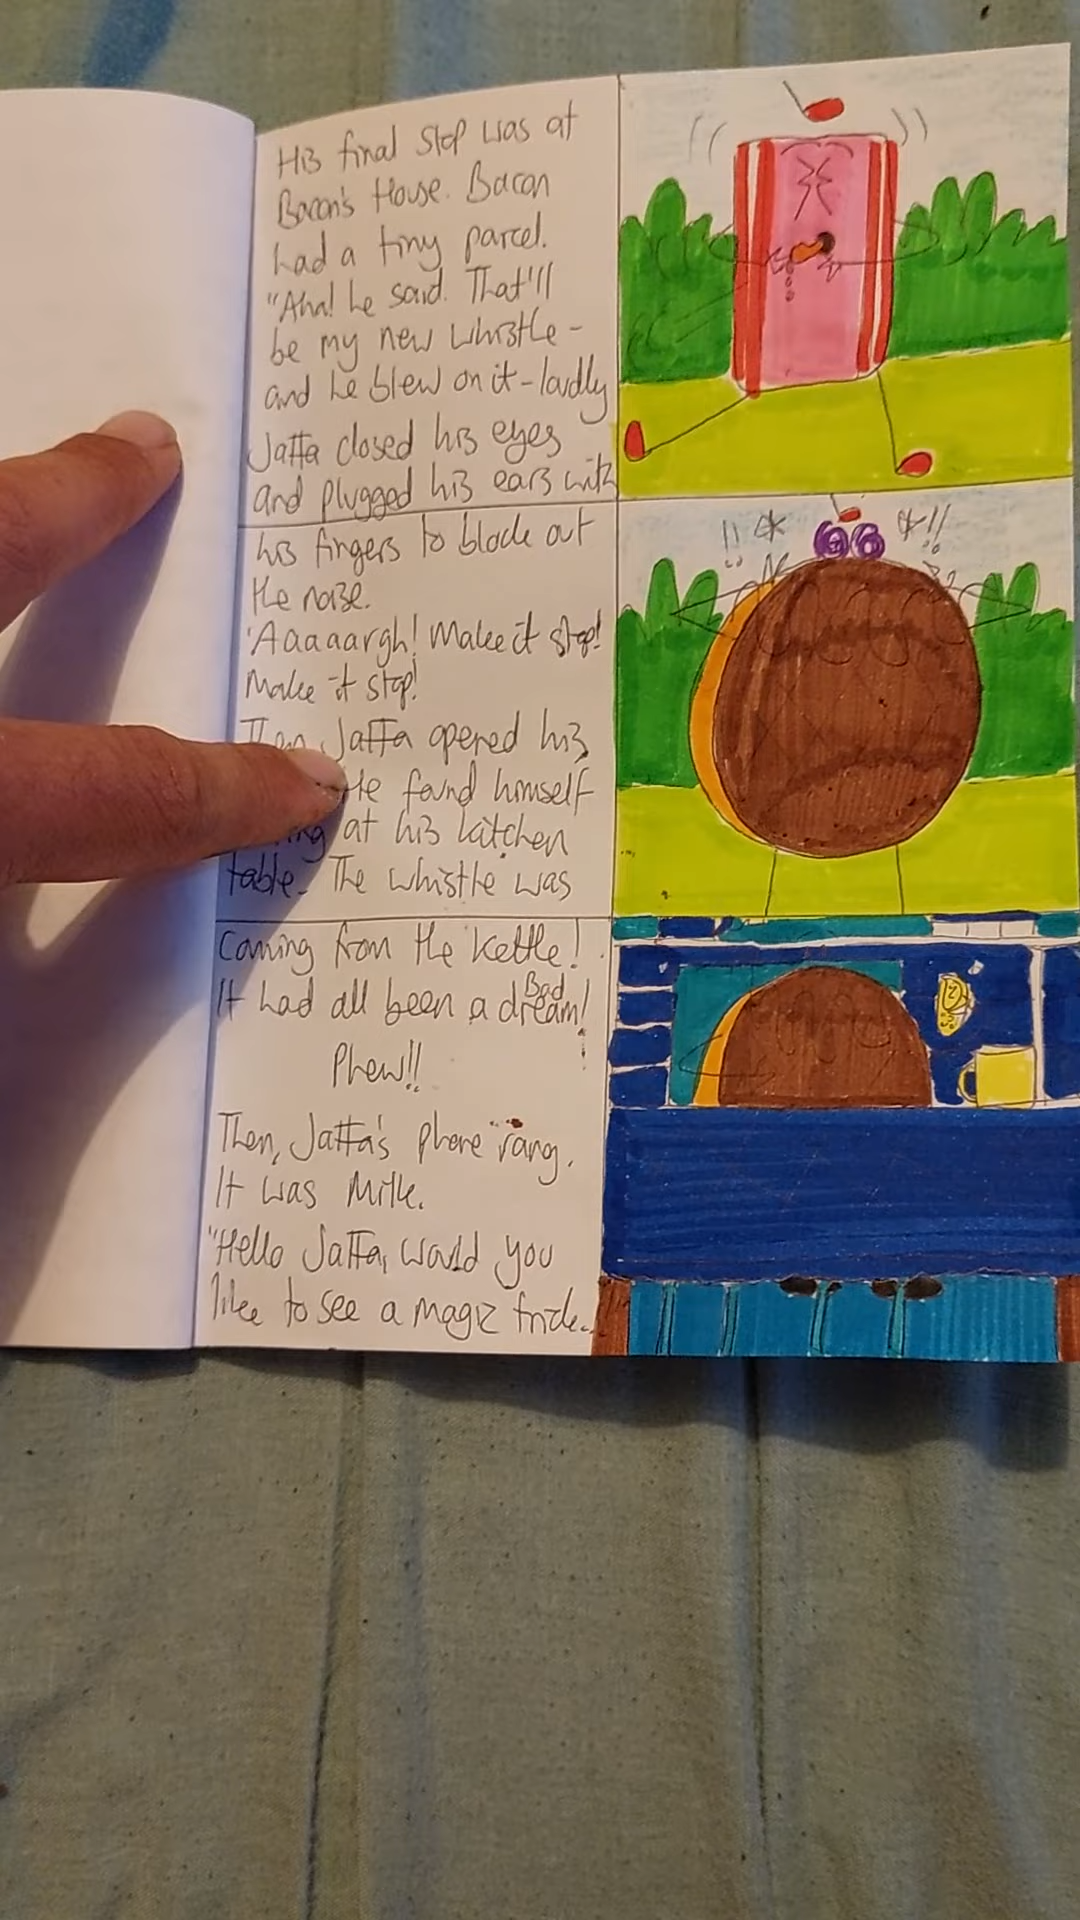 His final stop was at
Bacon's House. Bacon
had a tiny parcel.
"Aha! he said. That'll
be my new whistle -
and he blew on it - loudly
Jaffa closed his eyes
and plugged his ears with
his fingers to block out
the noise.
'Aaaaargh! Make it stop!
Make it stop!
Then Jaffa opened his
He found himself
at his kitchen
table. The whistle was
coming from the kettle!
It had all been a Bad dream!
Phew!!
Then, Jaffa's phone rang.
It was Milk.
"Hello Jaffa, would you
like to see a magic trick..